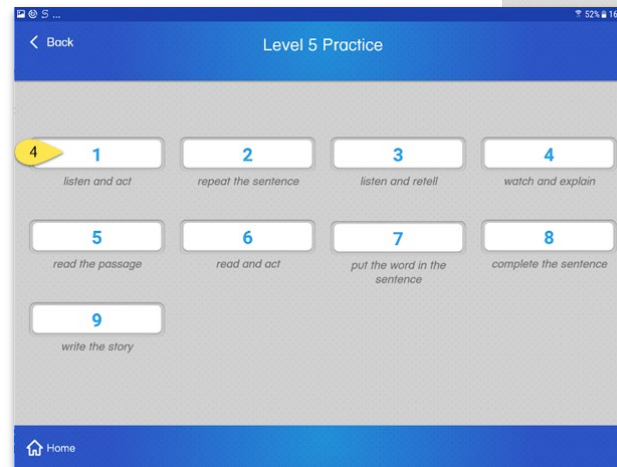 S ... 52% 16
Back
Level 5 Practice
4
1 2 3 4
listen and act repeat the sentence listen and retell watch and explain
5 6 7 8
read the passage read and act put the word in the sentence complete the sentence
9
write the story
Home